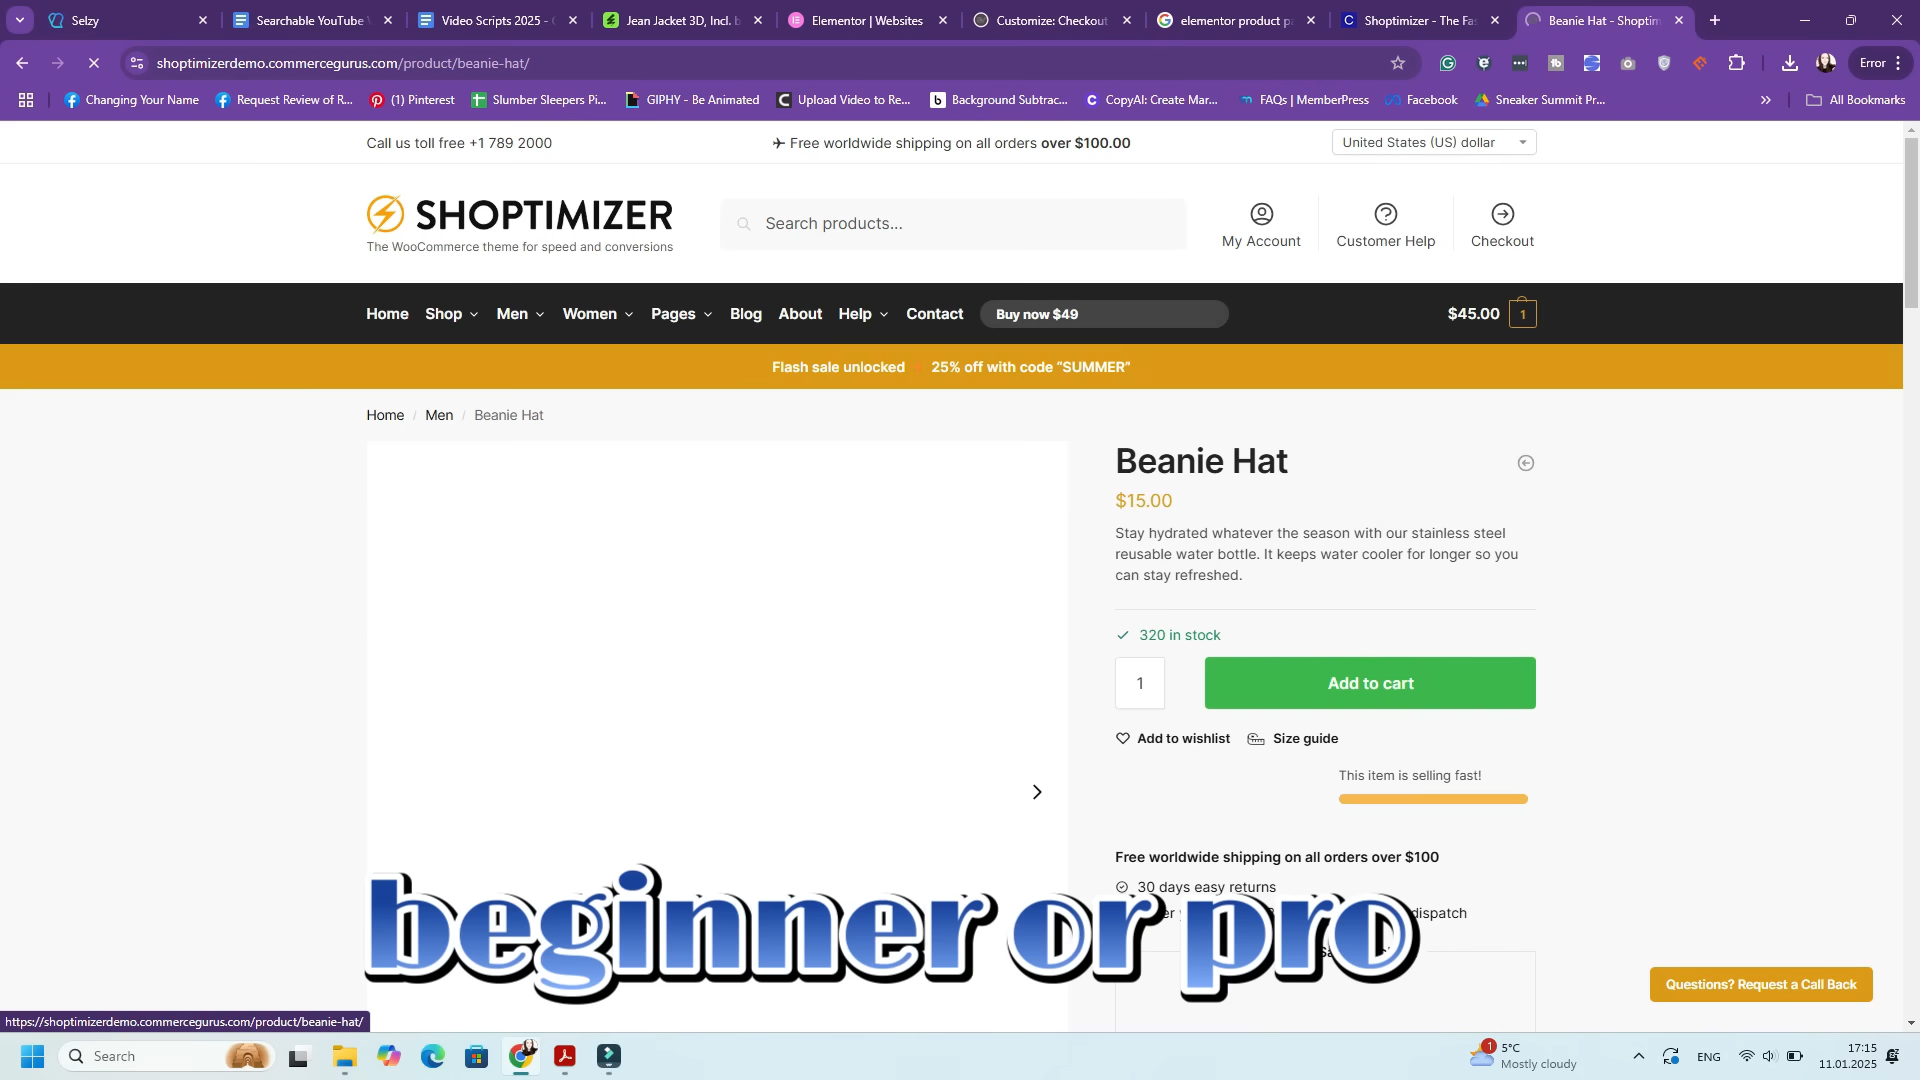 Selzy
Searchable YouTube
Video Scripts 2025 -
Jean Jacket 3D, Incl. b
Elementor | Websites
Customize: Checkout
elementor product pa
Shoptimizer - The Fas
Beanie Hat - Shoptim
shoptimizerdemo.commercegurus.com/product/beanie-hat/
Error
Changing Your Name
Request Review of R...
(1) Pinterest
Slumber Sleepers Pi...
GIPHY - Be Animated
Upload Video to Re...
Background Subtrac...
CopyAI: Create Mar...
FAQs | MemberPress
Facebook
Sneaker Summit Pr...
All Bookmarks
Call us toll free +1 789 2000
Free worldwide shipping on all orders over $100.00
United States (US) dollar
SHOPTIMIZER
The WooCommerce theme for speed and conversions
Search products...
My Account
Customer Help
Checkout
Home Shop Men Women Pages Blog About Help Contact Buy now $49
$45.00 1
Flash sale unlocked 25% off with code “SUMMER”
Home / Men / Beanie Hat
Beanie Hat
$15.00
Stay hydrated whatever the season with our stainless steel
reusable water bottle. It keeps water cooler for longer so you
can stay refreshed.
320 in stock
1
Add to cart
Add to wishlist
Size guide
This item is selling fast!
Free worldwide shipping on all orders over $100
30 days easy returns
dispatch
beginner or pro
Questions? Request a Call Back
https://shoptimizerdemo.commercegurus.com/product/beanie-hat/
Search
1
5°C
Mostly cloudy
ENG
17:15
11.01.2025